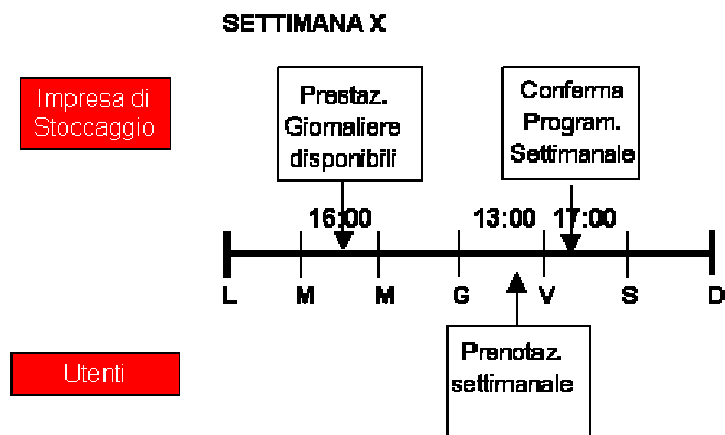 SETTIMANA X
Impresa di
Stoccaggio
Prestaz.
Giornaliere
disponibili
Conferma
Program.
Settimanale
16:00 13:00 17:00
L M M G V S D
Utenti
Prenotaz.
settimanale